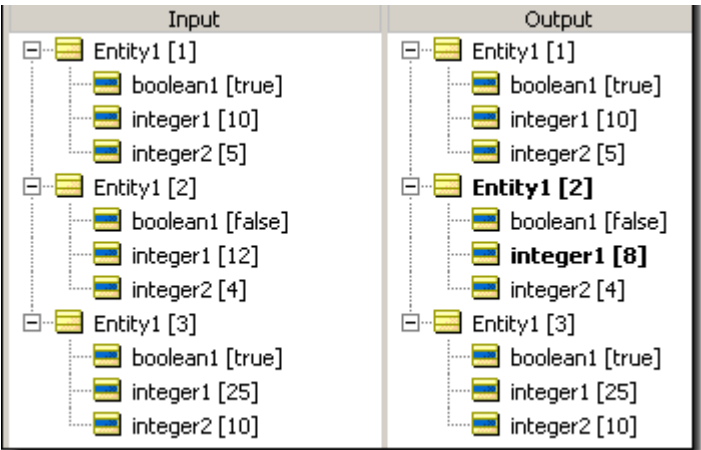 Input
Entity1 [1]
boolean1 [true]
integer1 [10]
integer2 [5]
Entity1 [2]
boolean1 [false]
integer1 [12]
integer2 [4]
Entity1 [3]
boolean1 [true]
integer1 [25]
integer2 [10]
Output
Entity1 [1]
boolean1 [true]
integer1 [10]
integer2 [5]
Entity1 [2]
boolean1 [false]
integer1 [8]
integer2 [4]
Entity1 [3]
boolean1 [true]
integer1 [25]
integer2 [10]